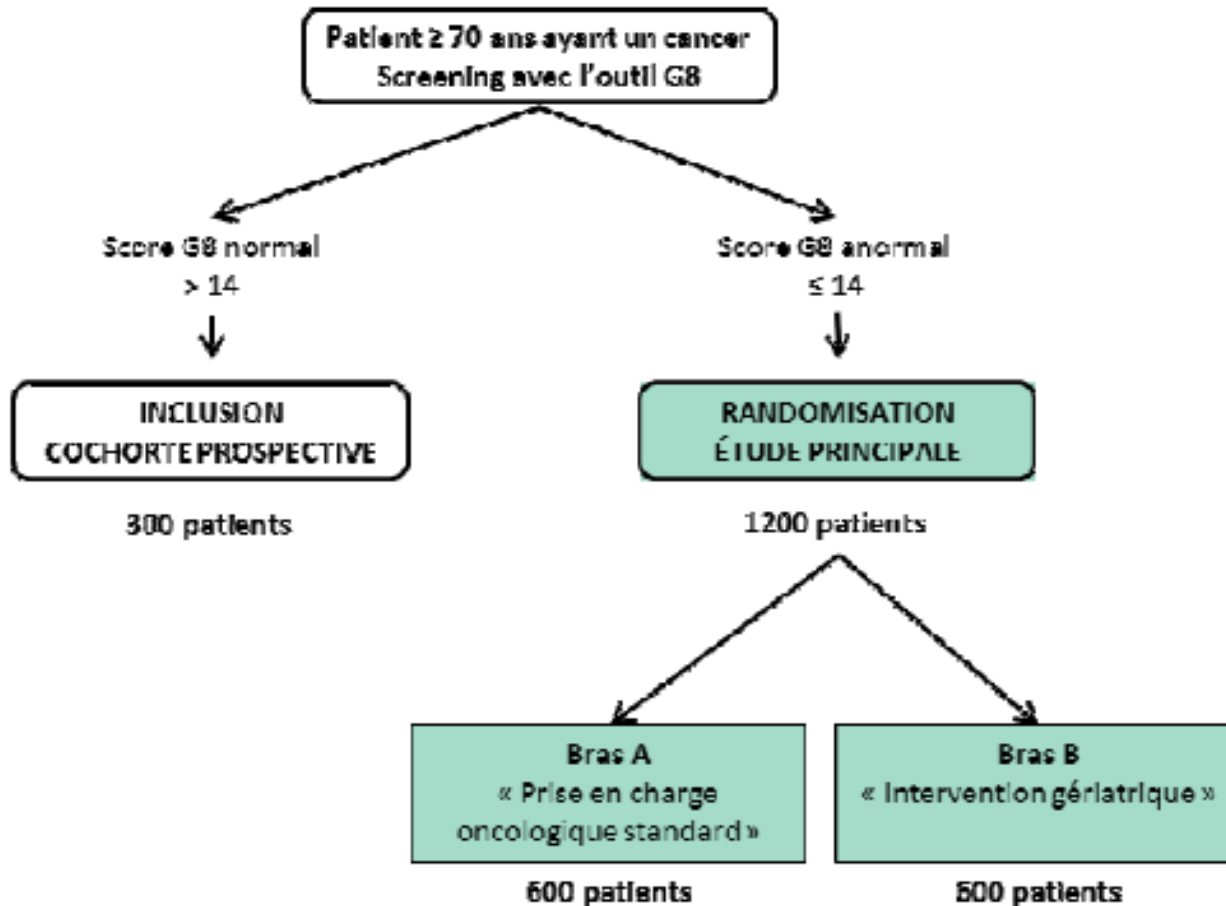 Patient ≥ 70 ans ayant un cancer
Screening avec l'outil G8
Score G8 normal
> 14
Score G8 anormal
≤ 14
INCLUSION
COCHORTE PROSPECTIVE
RANDOMISATION
ÉTUDE PRINCIPALE
300 patients
1200 patients
Bras A
« Prise en charge
oncologique standard »
Bras B
« Intervention gériatrique »
600 patients
600 patients